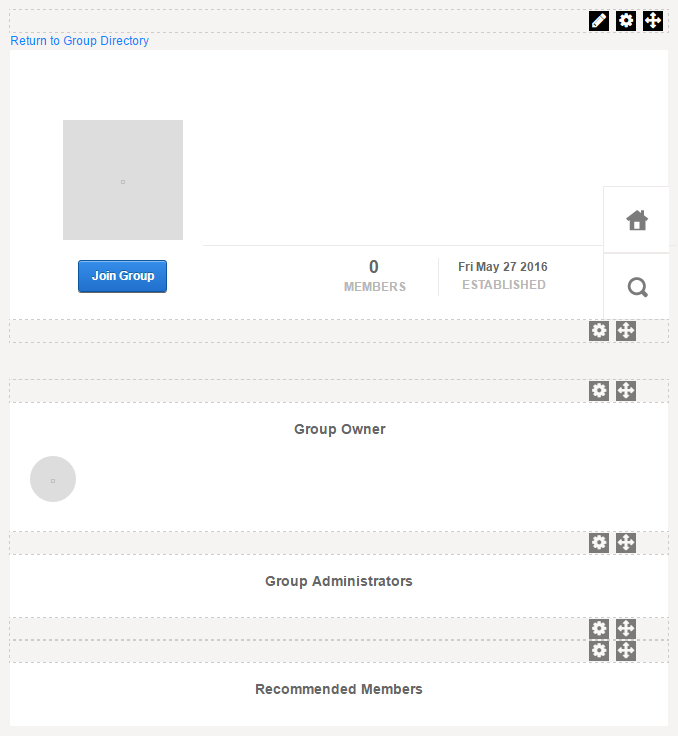 Return to Group Directory
Join Group
0
MEMBERS
Fri May 27 2016
ESTABLISHED
Group Owner
Group Administrators
Recommended Members